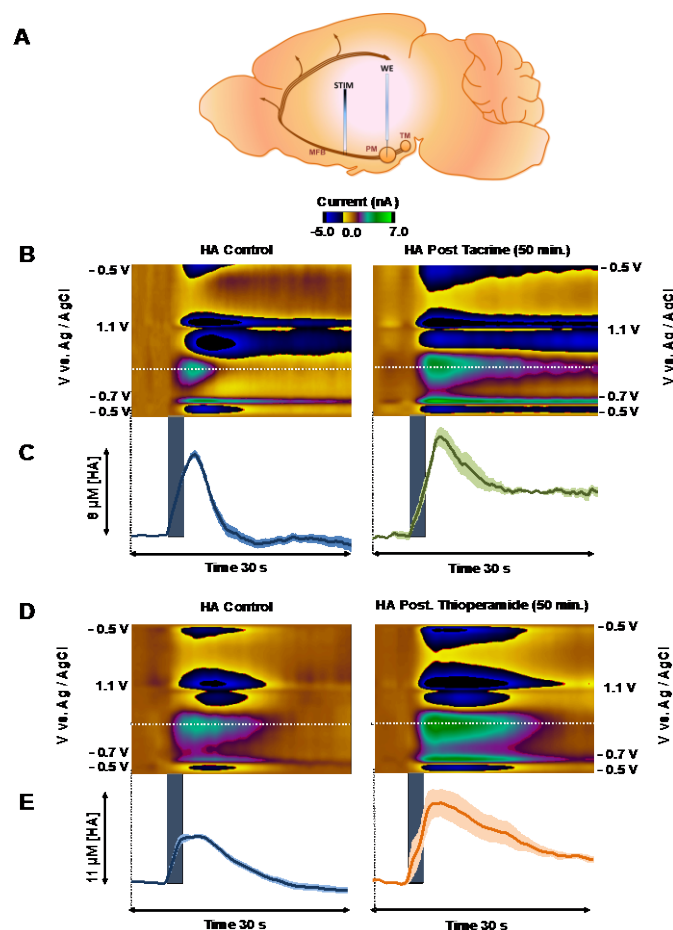 A
STIM
WE
MFB
PM
TM
Current (nA)
-5.0 0.0 7.0
B
HA Control
HA Post Tacrine (50 min.)
V vs. Ag / AgCl
- 0.5 V
1.1 V
- 0.7 V
- 0.5 V
- 0.5 V
1.1 V
- 0.7 V
- 0.5 V
V vs. Ag / AgCl
C
8 µM [HA]
Time 30 s
Time 30 s
D
HA Control
HA Post. Thioperamide (50 min.)
V vs. Ag / AgCl
- 0.5 V
1.1 V
- 0.7 V
- 0.5 V
- 0.5 V
1.1 V
- 0.7 V
- 0.5 V
V vs. Ag / AgCl
E
11 µM [HA]
Time 30 s
Time 30 s